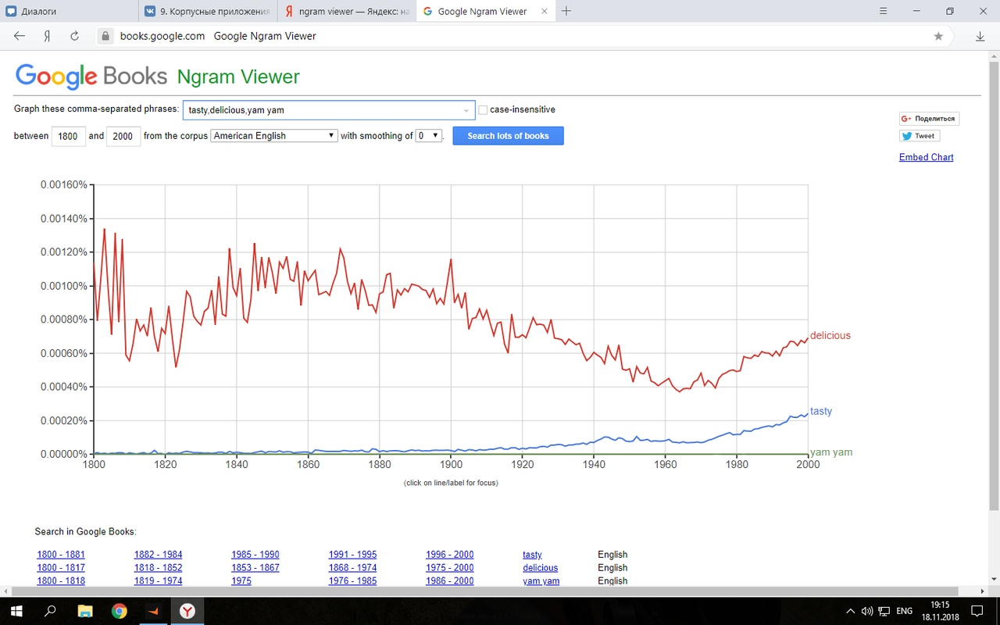 Диалоги
9. Корпусные приложения
ngram viewer — Яндекс: на
Google Ngram Viewer
books.google.com Google Ngram Viewer
Google Books Ngram Viewer
Graph these comma-separated phrases: tasty,delicious,yam yam case-insensitive
between 1800 and 2000 from the corpus American English with smoothing of 0 . Search lots of books
G+ Поделиться
Tweet
Embed Chart
0.00160%
0.00140%
0.00120%
0.00100%
0.00080%
0.00060%
0.00040%
0.00020%
0.00000%
delicious
tasty
yam yam
1800 1820 1840 1860 1880 1900 1920 1940 1960 1980 2000
(click on line/label for focus)
Search in Google Books:
1800 - 1881 1882 - 1984 1985 - 1990 1991 - 1995 1996 - 2000 tasty English
1800 - 1817 1818 - 1852 1853 - 1867 1868 - 1974 1975 - 2000 delicious English
1800 - 1818 1819 - 1974 1975 1976 - 1985 1986 - 2000 yam yam English
ENG
19:15
18.11.2018